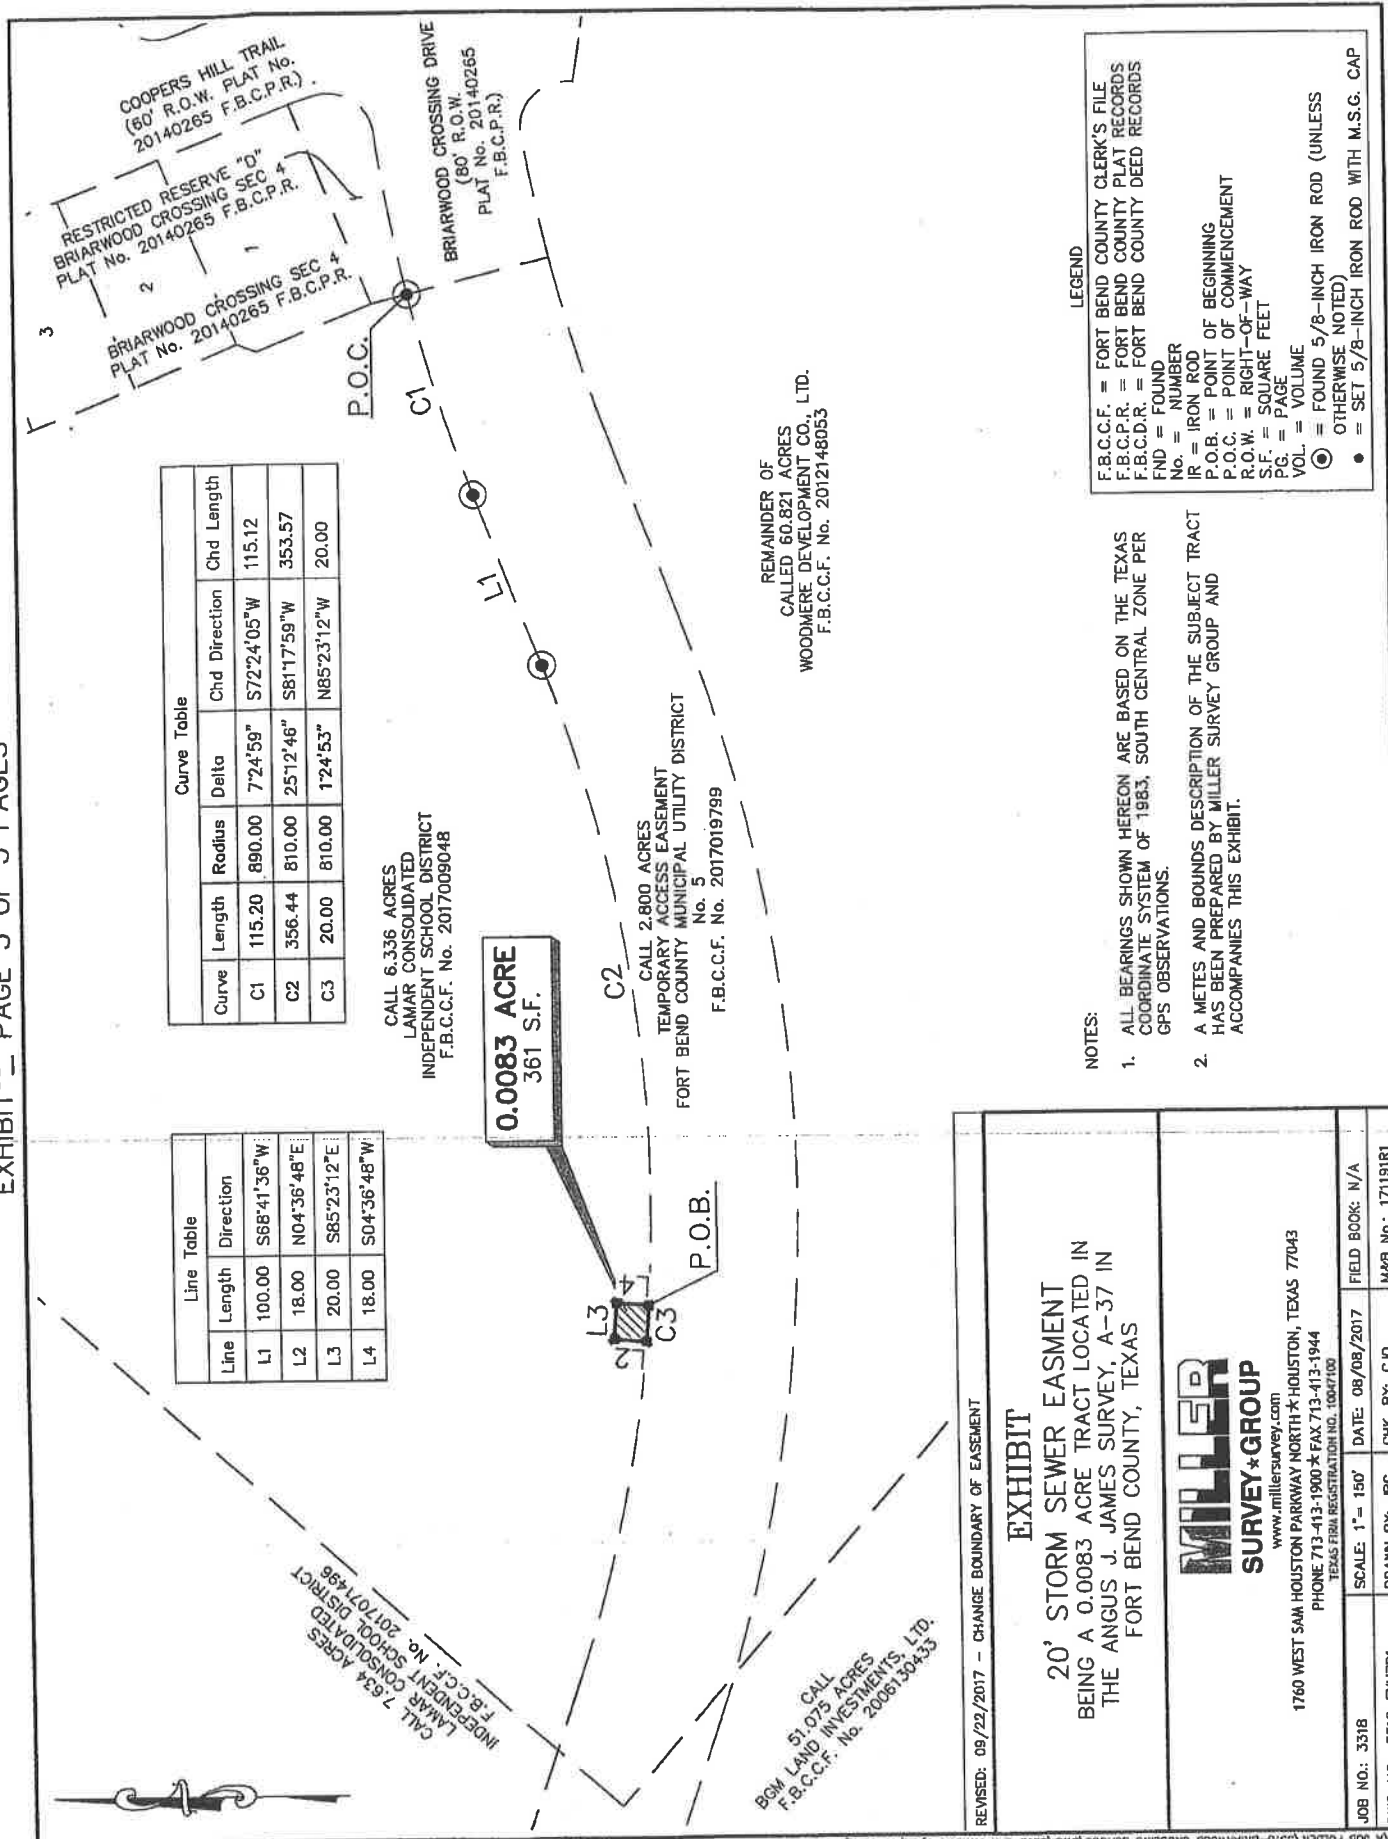 COOPERS HILL TRAIL
(60' R.O.W. PLAT No.
20140265 F.B.C.P.R.)
RESTRICTED RESERVE "D"
BRIARWOOD CROSSING SEC 4
PLAT No. 20140265 F.B.C.P.R.
3
2
1
BRIARWOOD CROSSING SEC 4
PLAT No. 20140265 F.B.C.P.R.
BRIARWOOD CROSSING DRIVE
(80' R.O.W.
PLAT No. 20140265
F.B.C.P.R.)
P.O.C.
C1
L1
C2
Line Table
Line Length Direction
L1 100.00 S68°41'36"W
L2 18.00 N04°36'48"E
L3 20.00 S85°23'12"E
L4 18.00 S04°36'48"W
Curve Table
Curve Length Radius Delta Chd Direction Chd Length
C1 115.20 890.00 7°24'59" S72°24'05"W 115.12
C2 356.44 810.00 25°12'46" S81°17'59"W 353.57
C3 20.00 810.00 1°24'53" N85°23'12"W 20.00
CALL 6.336 ACRES
LAMAR CONSOLIDATED
INDEPENDENT SCHOOL DISTRICT
F.B.C.C.F. No. 2017009048
0.0083 ACRE
361 S.F.
CALL 2.800 ACRES
TEMPORARY ACCESS EASEMENT
FORT BEND COUNTY MUNICIPAL UTILITY DISTRICT
No. 5
F.B.C.C.F. No. 2017019799
L3
L2
L4
C3
P.O.B.
REMAINDER OF
CALLED 60.821 ACRES
WOODMERE DEVELOPMENT CO., LTD.
F.B.C.C.F. No. 2012148053
CALL
7.634 ACRES
LAMAR CONSOLIDATED
INDEPENDENT SCHOOL DISTRICT
F.B.C.C.F. No. 2017071496
CALL
51.075 ACRES
BGM LAND INVESTMENTS, LTD.
F.B.C.C.F. No. 2006130433
NOTES:
1. ALL BEARINGS SHOWN HEREON ARE BASED ON THE TEXAS
COORDINATE SYSTEM OF 1983, SOUTH CENTRAL ZONE PER
GPS OBSERVATIONS.
2. A METES AND BOUNDS DESCRIPTION OF THE SUBJECT TRACT
HAS BEEN PREPARED BY MILLER SURVEY GROUP AND
ACCOMPANIES THIS EXHIBIT.
LEGEND
F.B.C.C.F. = FORT BEND COUNTY CLERK'S FILE
F.B.C.P.R. = FORT BEND COUNTY PLAT RECORDS
F.B.C.D.R. = FORT BEND COUNTY DEED RECORDS
FND = FOUND
No. = NUMBER
IR = IRON ROD
P.O.B. = POINT OF BEGINNING
P.O.C. = POINT OF COMMENCEMENT
R.O.W. = RIGHT-OF-WAY
S.F. = SQUARE FEET
PG. = PAGE
VOL. = VOLUME
= FOUND 5/8-INCH IRON ROD (UNLESS
OTHERWISE NOTED)
= SET 5/8-INCH IRON ROD WITH M.S.G. CAP
REVISED: 09/22/2017 - CHANGE BOUNDARY OF EASEMENT
EXHIBIT
20' STORM SEWER EASMENT
BEING A 0.0083 ACRE TRACT LOCATED IN
THE ANGUS J. JAMES SURVEY, A-37 IN
FORT BEND COUNTY, TEXAS
MILLER
SURVEY★GROUP
www.millersurvey.com
1760 WEST SAM HOUSTON PARKWAY NORTH★HOUSTON, TEXAS 77043
PHONE 713-413-1900★FAX 713-413-1944
TEXAS FIRM REGISTRATION NO. 10047100
JOB NO.: 3318 SCALE: 1"= 150' DATE: 08/08/2017 FIELD BOOK: N/A
M&B No.: 171191R1